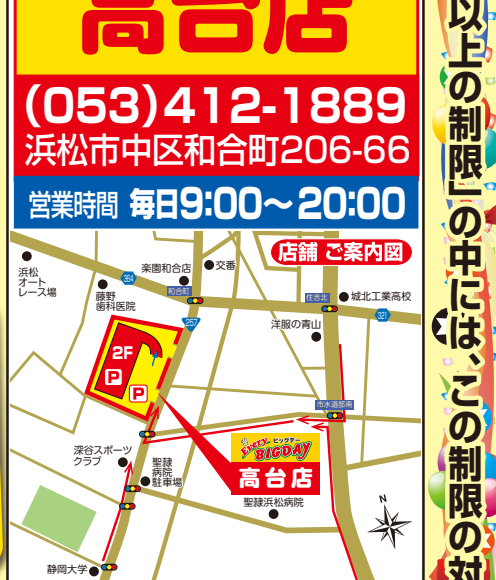 高台店
(053)412-1889
浜松市中区和合町206-66
営業時間 毎日9:00〜20:00
店舗 ご案内図
浜松
オート
レース場
364
藤野
歯科医院
楽園和合店
和合町
交番
257
住吉北
城北工業高校
321
洋服の青山
2F
P
P
市水道部南
Every
ビッグデー
BIGDAY
高台店
深谷スポーツ
クラブ
聖隷
病院
駐車場
聖隷浜松病院
N
静岡大学
以上の制限」の中には、この制限の対